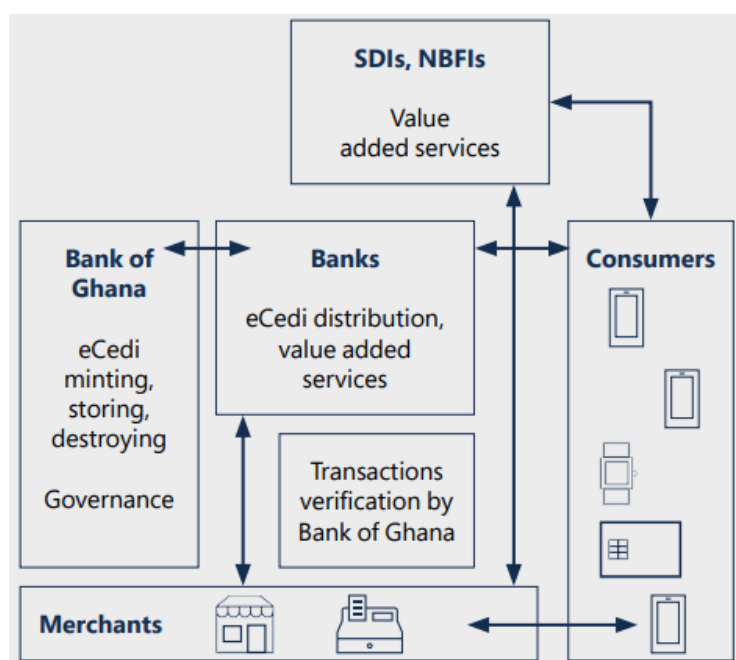 SDIs, NBFIs
Value
added services
Bank of
Ghana
eCedi
minting,
storing,
destroying
Governance
Banks
eCedi distribution,
value added
services
Consumers
Transactions
verification by
Bank of Ghana
Merchants